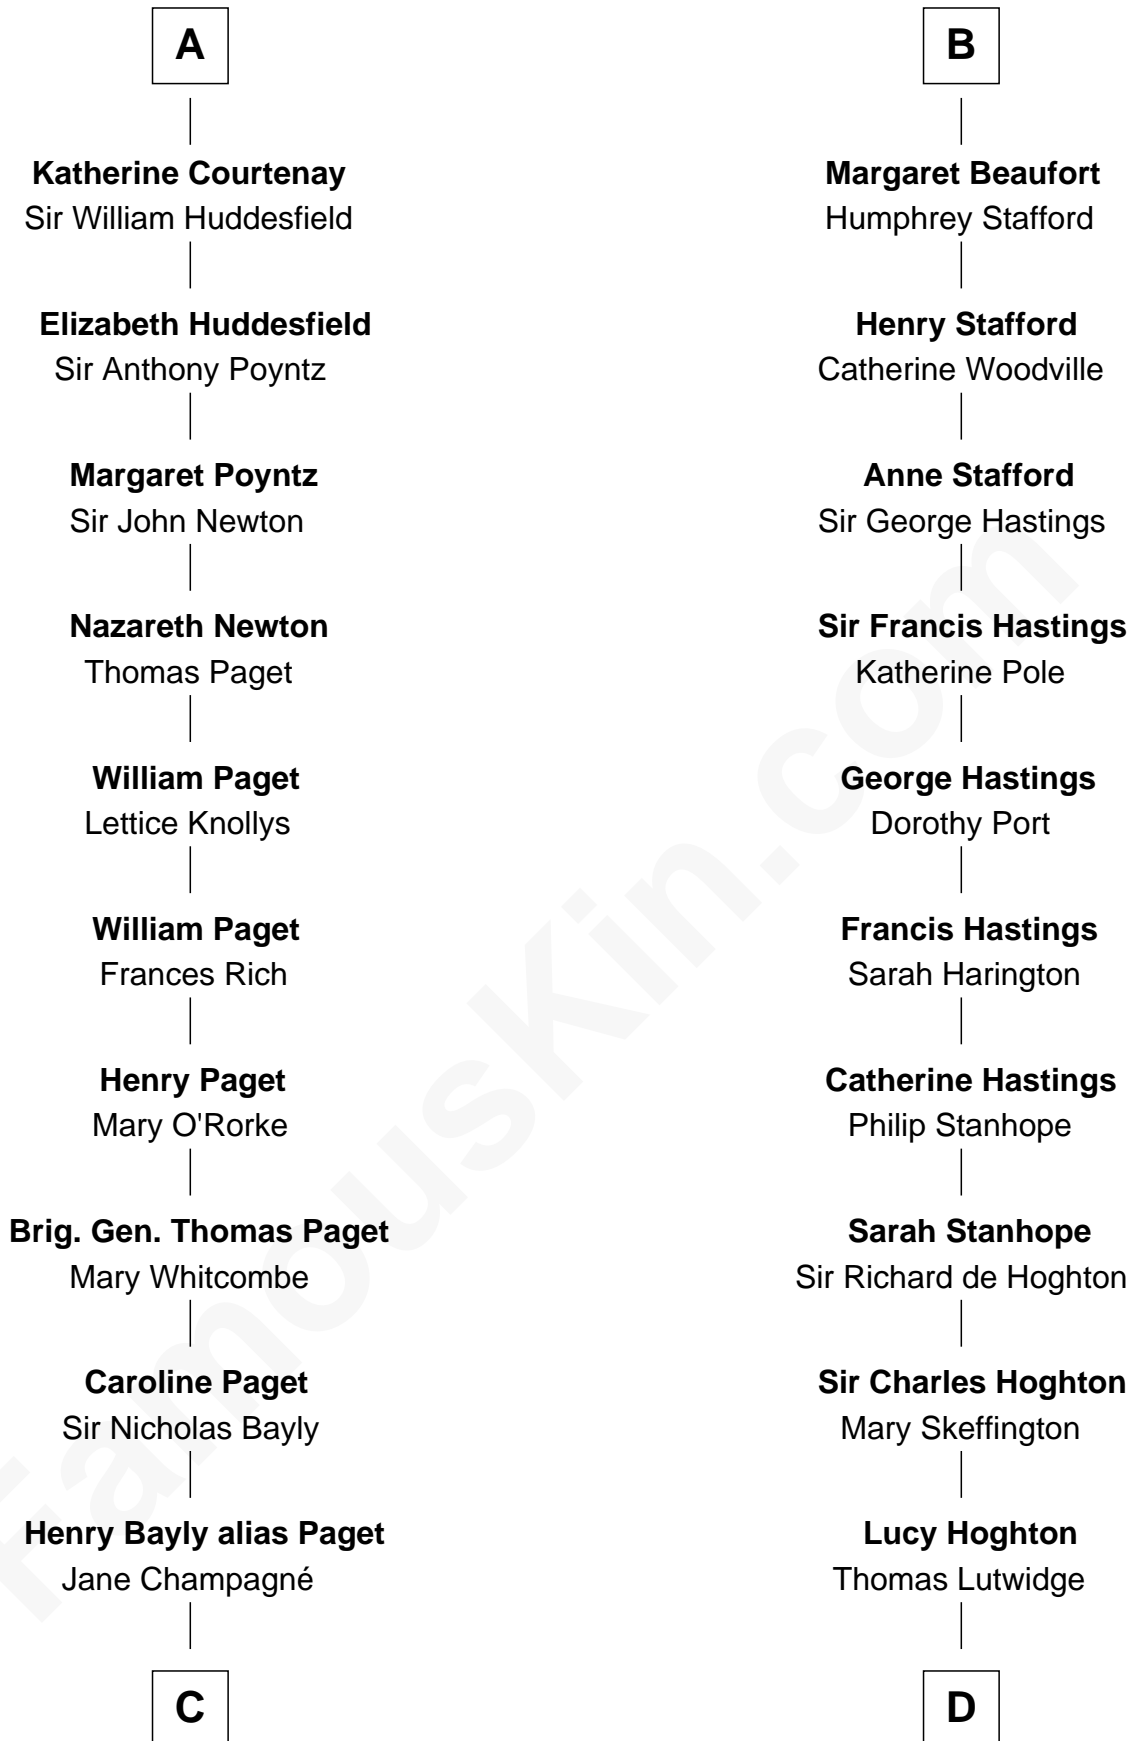 A
Katherine Courtenay
Sir William Huddesfield
Elizabeth Huddesfield
Sir Anthony Poyntz
Margaret Poyntz
Sir John Newton
Nazareth Newton
Thomas Paget
William Paget
Lettice Knollys
William Paget
Frances Rich
Henry Paget
Mary O'Rorke
Brig. Gen. Thomas Paget
Mary Whitcombe
Caroline Paget
Sir Nicholas Bayly
Henry Bayly alias Paget
Jane Champagné
C
B
Margaret Beaufort
Humphrey Stafford
Henry Stafford
Catherine Woodville
Anne Stafford
Sir George Hastings
Sir Francis Hastings
Katherine Pole
George Hastings
Dorothy Port
Francis Hastings
Sarah Harington
Catherine Hastings
Philip Stanhope
Sarah Stanhope
Sir Richard de Hoghton
Sir Charles Hoghton
Mary Skeffington
Lucy Hoghton
Thomas Lutwidge
D
FamousKin.com